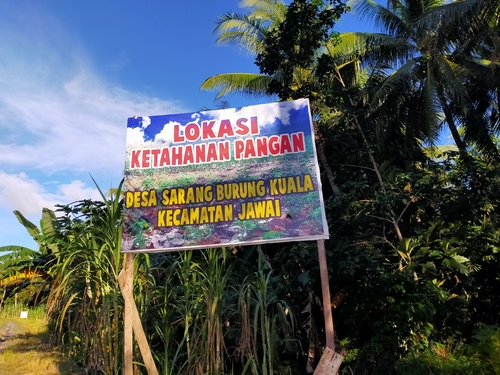 LOKASI
KETAHANAN PANGAN
DESA SARANG BURUNG KUALA
KECAMATAN JAWAI